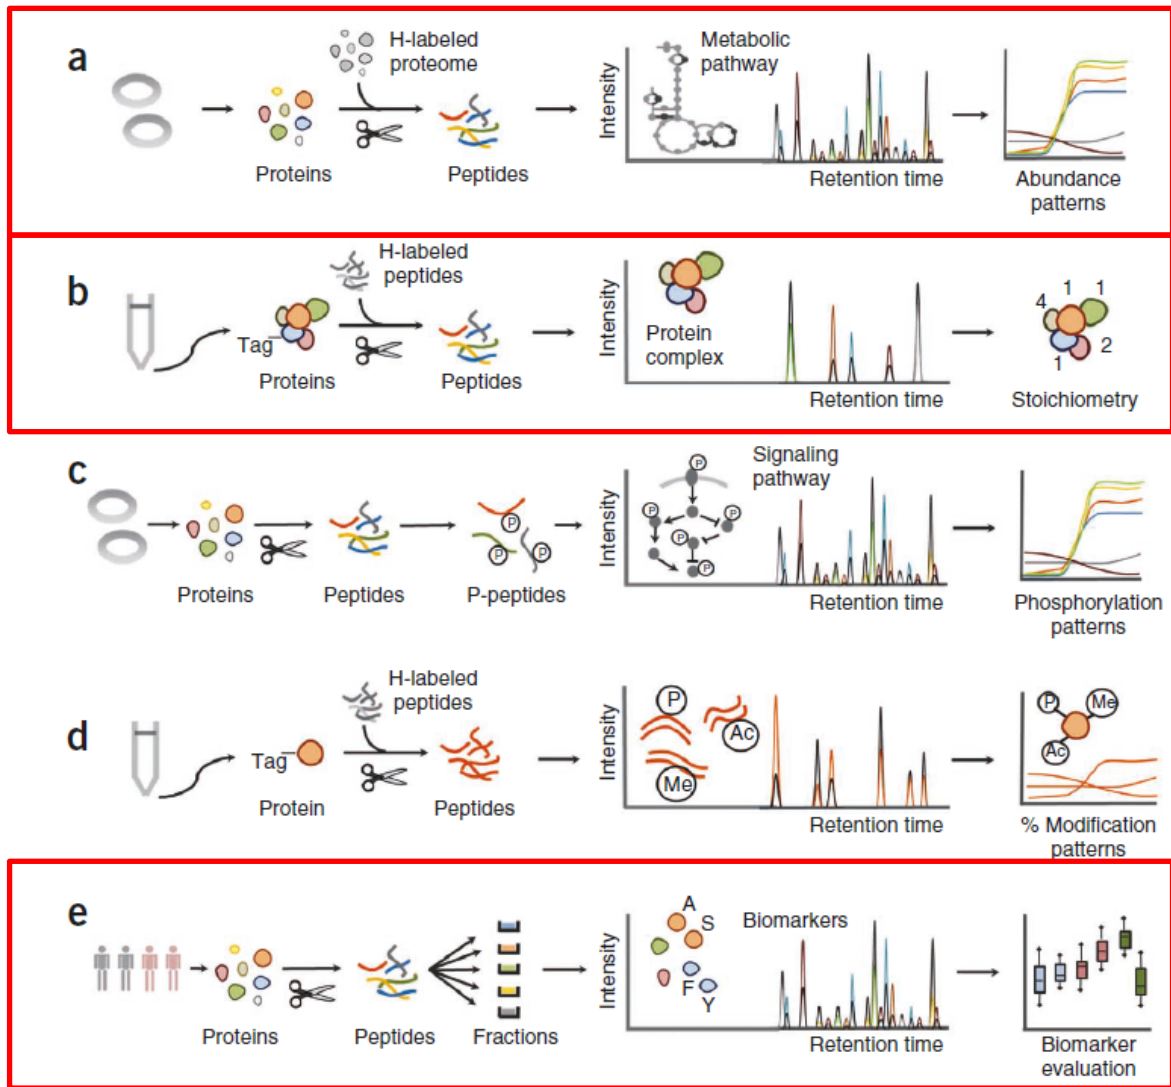 a
H-labeled
proteome
Proteins
Peptides
Intensity
Metabolic
pathway
Retention time
Abundance
patterns
b
H-labeled
peptides
Tag
Proteins
Peptides
Intensity
Protein
complex
Retention time
4 1 1
1 2
Stoichiometry
c
Proteins
Peptides
P P P
P-peptides
Intensity
Signaling
pathway
P
P P
P
P
Retention time
Phosphorylation
patterns
d
H-labeled
peptides
Tag
Protein
Peptides
Intensity
P
Ac
Me
Retention time
P Me
Ac
% Modification
patterns
e
Proteins
Peptides
Fractions
Intensity
A
S
F
Y
Biomarkers
Retention time
Biomarker
evaluation